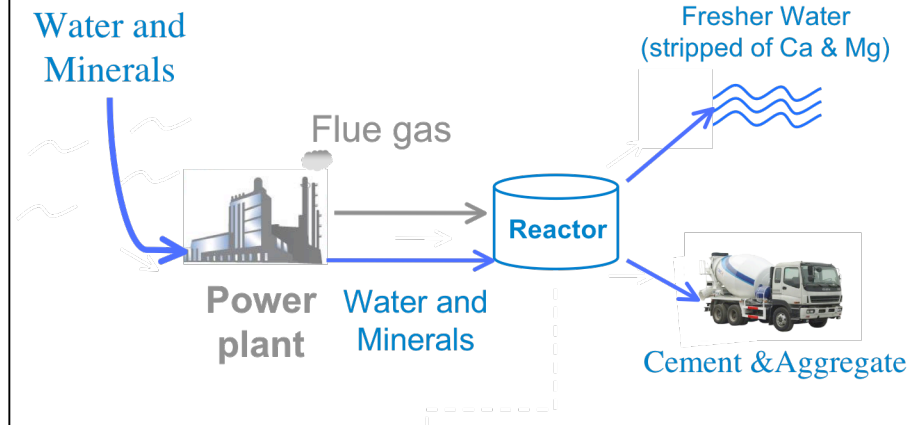 Water and
Minerals
Fresher Water
(stripped of Ca & Mg)
Flue gas
Reactor
Power
plant
Water and
Minerals
Cement &Aggregate